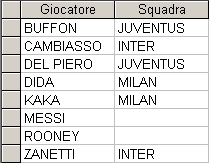 Giocatore Squadra
BUFFON JUVENTUS
CAMBIASSO INTER
DEL PIERO JUVENTUS
DIDA MILAN
KAKA MILAN
MESSI
ROONEY
ZANETTI INTER